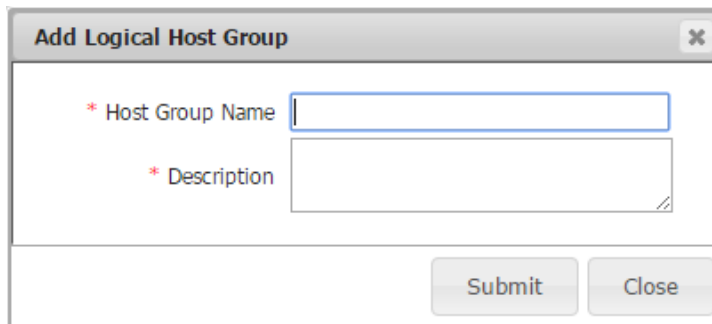 Add Logical Host Group
* Host Group Name
* Description
Submit Close